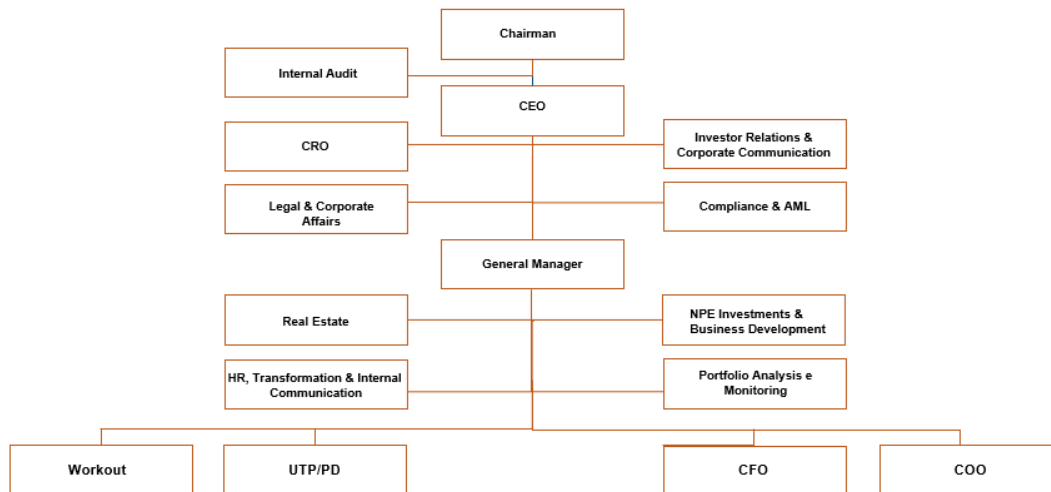 Chairman
Internal Audit
CEO
CRO
Investor Relations &
Corporate Communication
Legal & Corporate
Affairs
Compliance & AML
General Manager
Real Estate
NPE Investments &
Business Development
HR, Transformation & Internal
Communication
Portfolio Analysis e
Monitoring
Workout
UTP/PD
CFO
COO